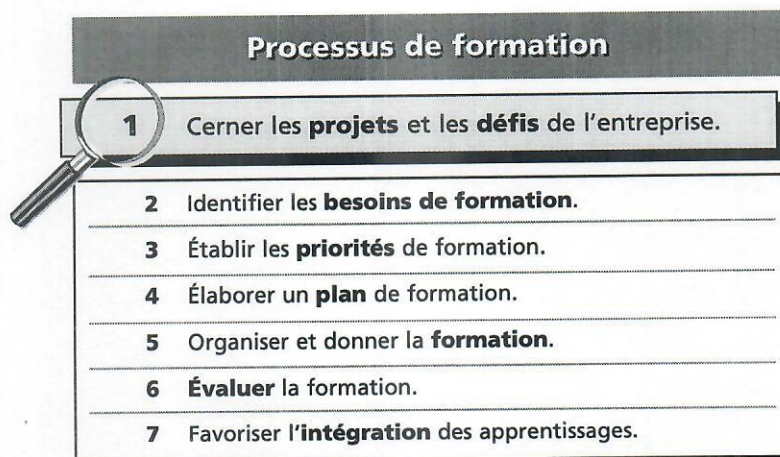 Processus de formation
1 Cerner les projets et les défis de l'entreprise.
2 Identifier les besoins de formation.
3 Établir les priorités de formation.
4 Élaborer un plan de formation.
5 Organiser et donner la formation.
6 Évaluer la formation.
7 Favoriser l'intégration des apprentissages.